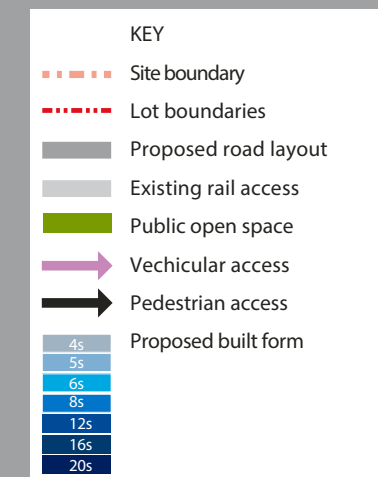 KEY
Site boundary
Lot boundaries
Proposed road layout
Existing rail access
Public open space
Vechicular access
Pedestrian access
4s Proposed built form
5s
6s
8s
12s
16s
20s